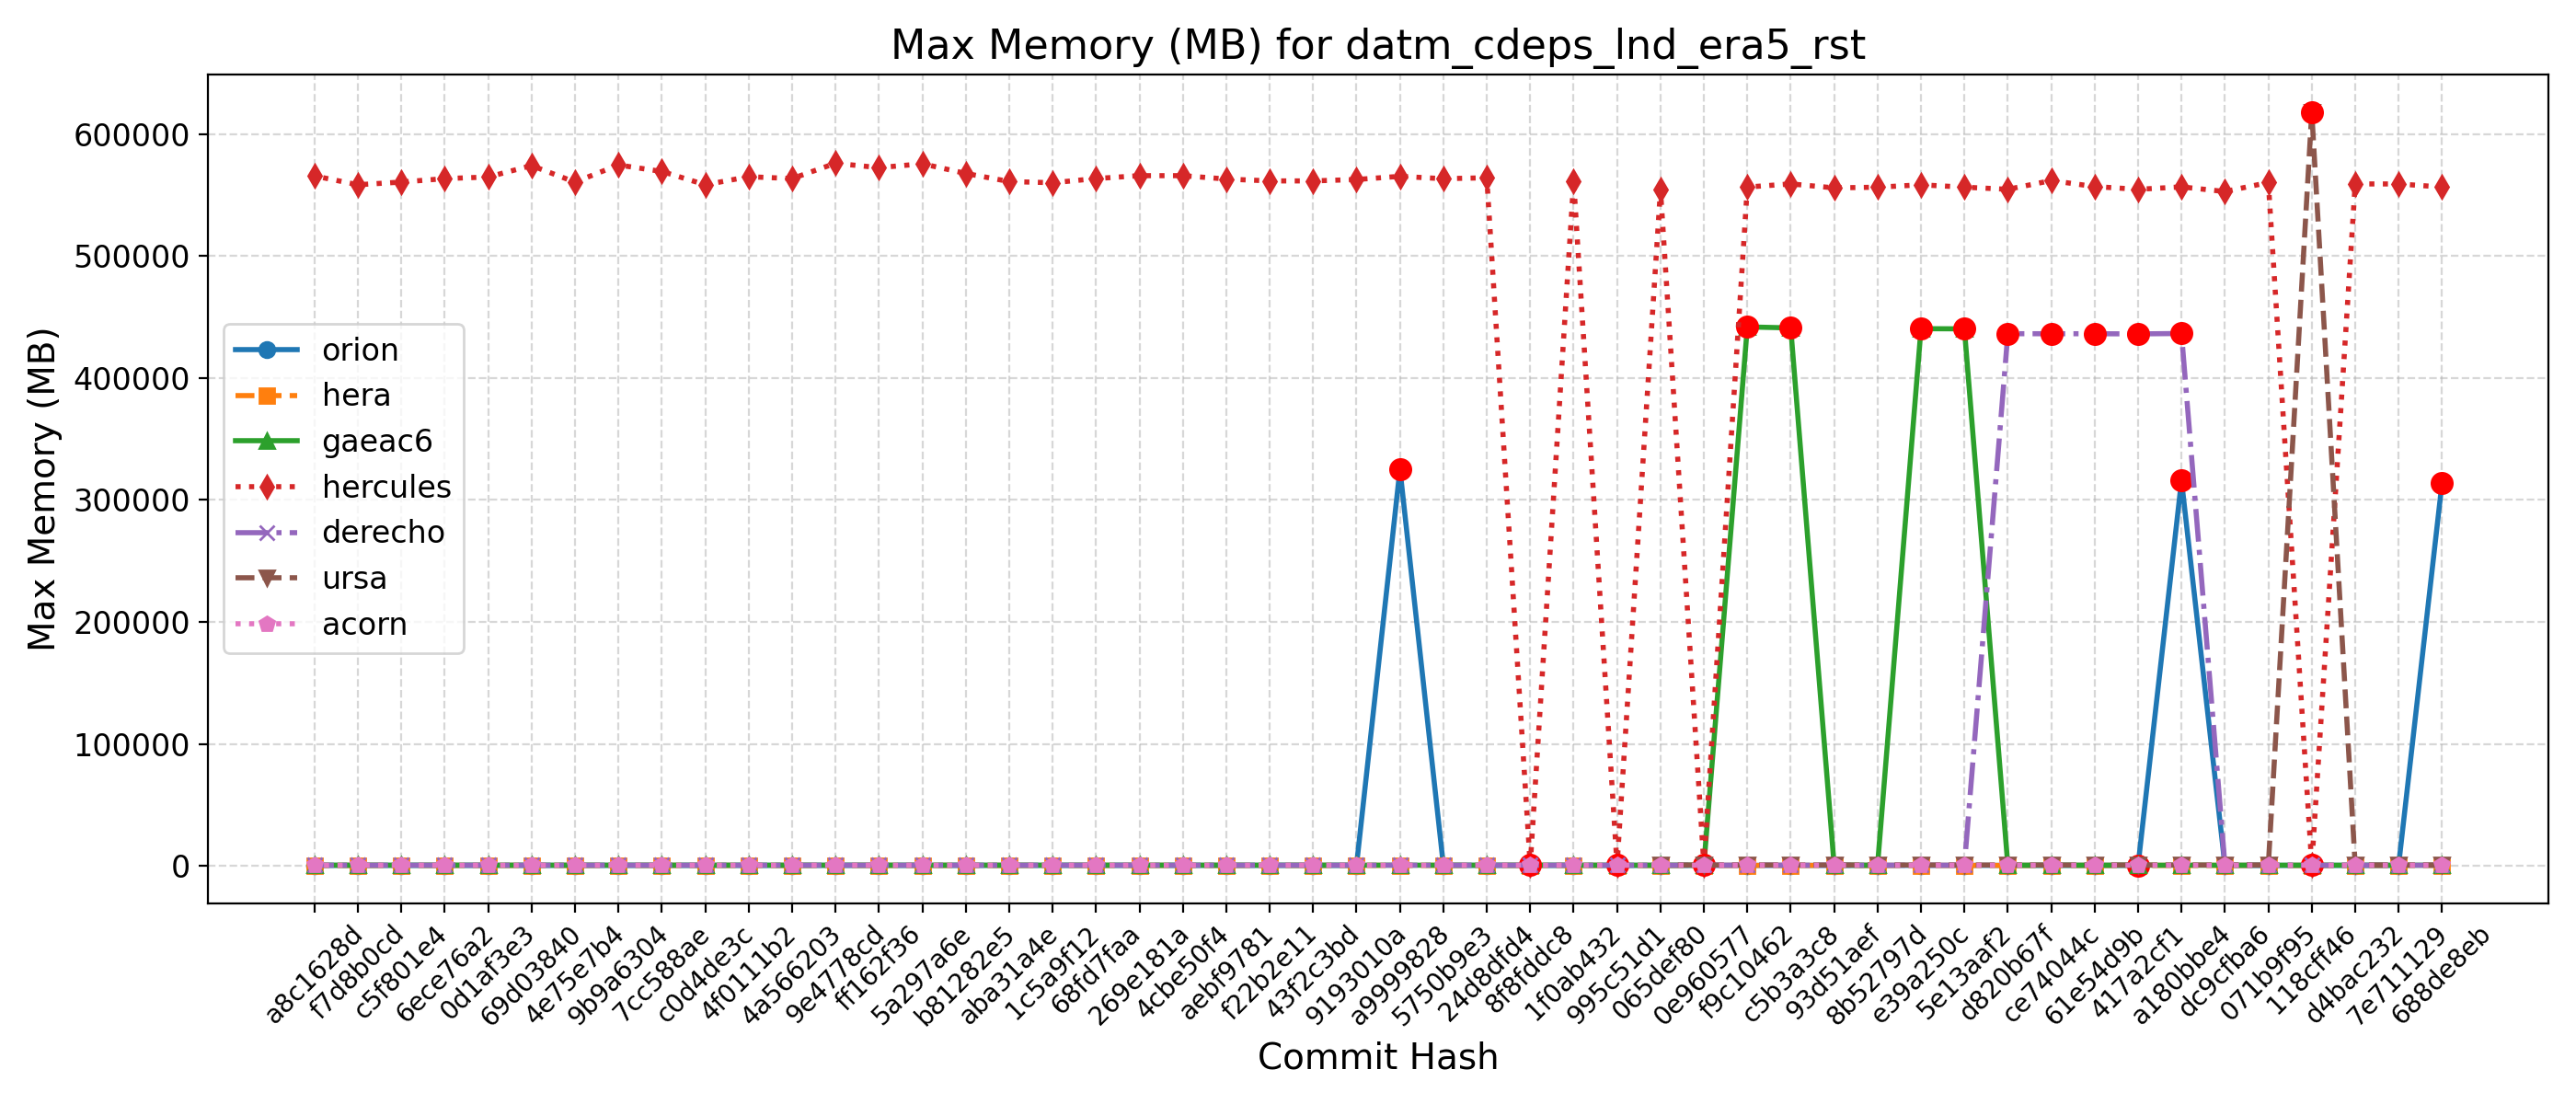 Max Memory (MB) for datm_cdeps_lnd_era5_rst
Max Memory (MB)
600000
500000
400000
300000
200000
100000
0
orion
hera
gaeac6
hercules
derecho
ursa
acorn
a8c1628d
f7d8b0cd
c5f801e4
6ece76a2
0d1af3e3
69d03840
4e75e7b4
9b9a6304
7cc588ae
c0d4de3c
4f0111b2
4a566203
9e4778cd
ff162f36
5a297a6e
b81282e5
aba31a4e
1c5a9f12
68fd7faa
269e181a
4cbe50f4
aebf9781
f22b2e11
43f2c3bd
9193010a
a9999828
5750b9e3
24d8dfd4
8f8fddc8
1f0ab432
995c51d1
065def80
0e960577
f9c10462
c5b3a3c8
93d51aef
8b52797d
e39a250c
5e13aaf2
d820b67f
ce74044c
61e54d9b
417a2cf1
a180bbe4
dc9cfba6
071b9f95
118cff46
d4bac232
7e711129
688de8eb
Commit Hash